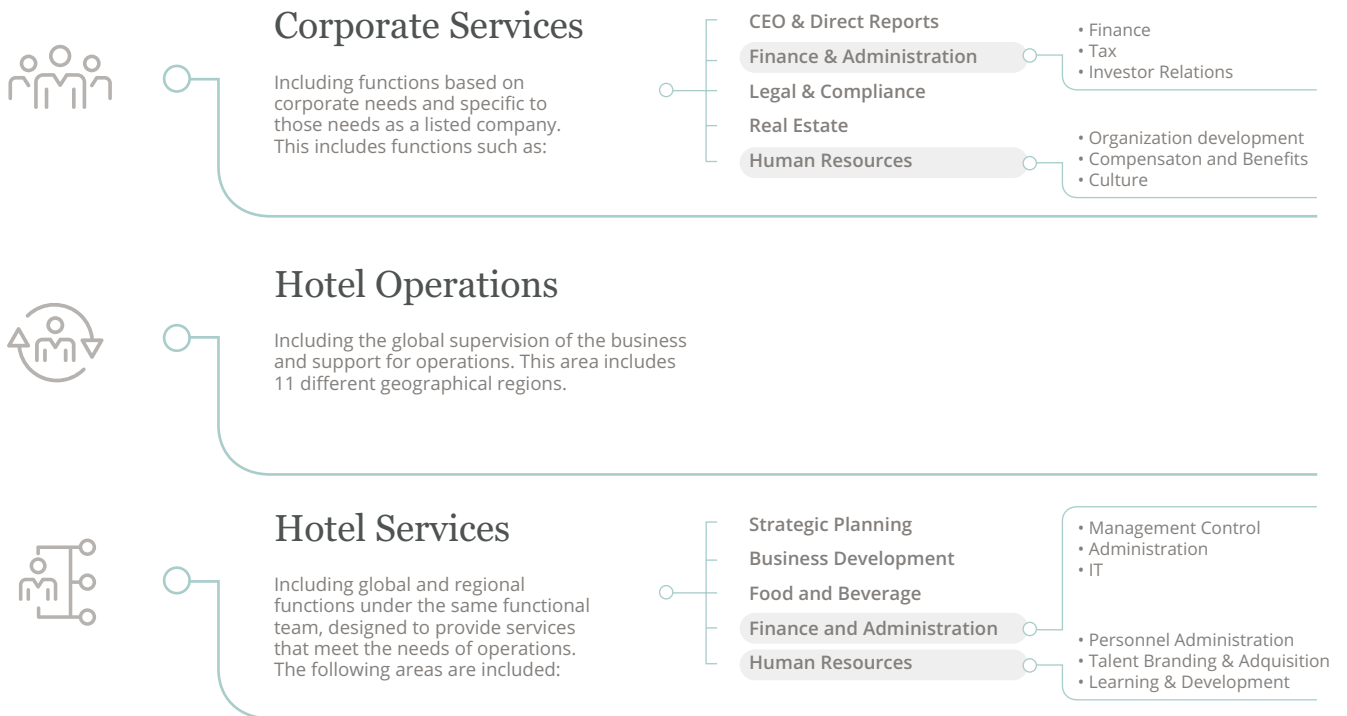 Corporate Services
Including functions based on
corporate needs and specific to
those needs as a listed company.
This includes functions such as:
CEO & Direct Reports
Finance & Administration
Legal & Compliance
Real Estate
Human Resources
• Finance
• Tax
• Investor Relations
• Organization development
• Compensaton and Benefits
• Culture
Hotel Operations
Including the global supervision of the business
and support for operations. This area includes
11 different geographical regions.
Hotel Services
Including global and regional
functions under the same functional
team, designed to provide services
that meet the needs of operations.
The following areas are included:
Strategic Planning
Business Development
Food and Beverage
Finance and Administration
Human Resources
• Management Control
• Administration
• IT
• Personnel Administration
• Talent Branding & Adquisition
• Learning & Development